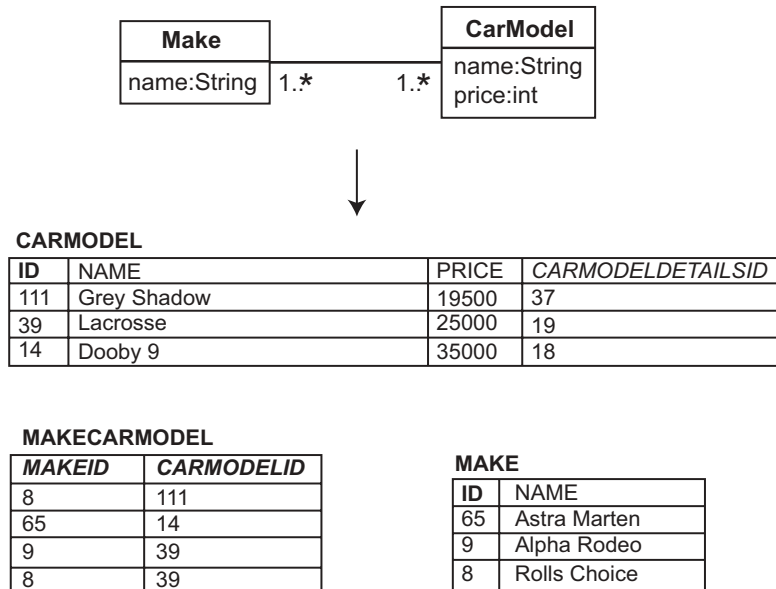 Make
name:String
1..*
1..*
CarModel
name:String
price:int
CARMODEL
ID NAME PRICE CARMODELDETAILSID
111 Grey Shadow 19500 37
39 Lacrosse 25000 19
14 Dooby 9 35000 18
MAKECARMODEL
MAKEID CARMODELID
8 111
65 14
9 39
8 39
MAKE
ID NAME
65 Astra Marten
9 Alpha Rodeo
8 Rolls Choice